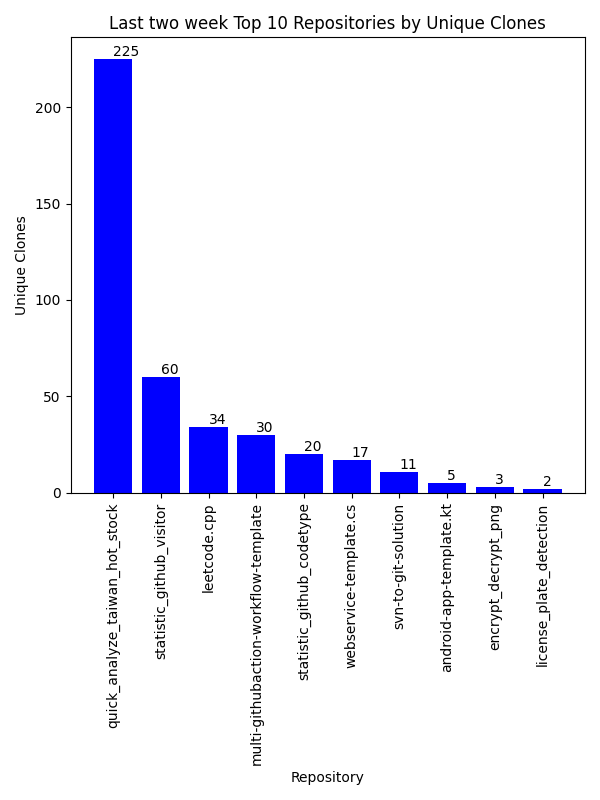 Last two week Top 10 Repositories by Unique Clones
Unique Clones
200
150
100
50
0
225
60
34
30
20
17
11
5
3
2
quick_analyze_taiwan_hot_stock
statistic_github_visitor
leetcode.cpp
multi-githubaction-workflow-template
statistic_github_codetype
webservice-template.cs
svn-to-git-solution
android-app-template.kt
encrypt_decrypt_png
license_plate_detection
Repository